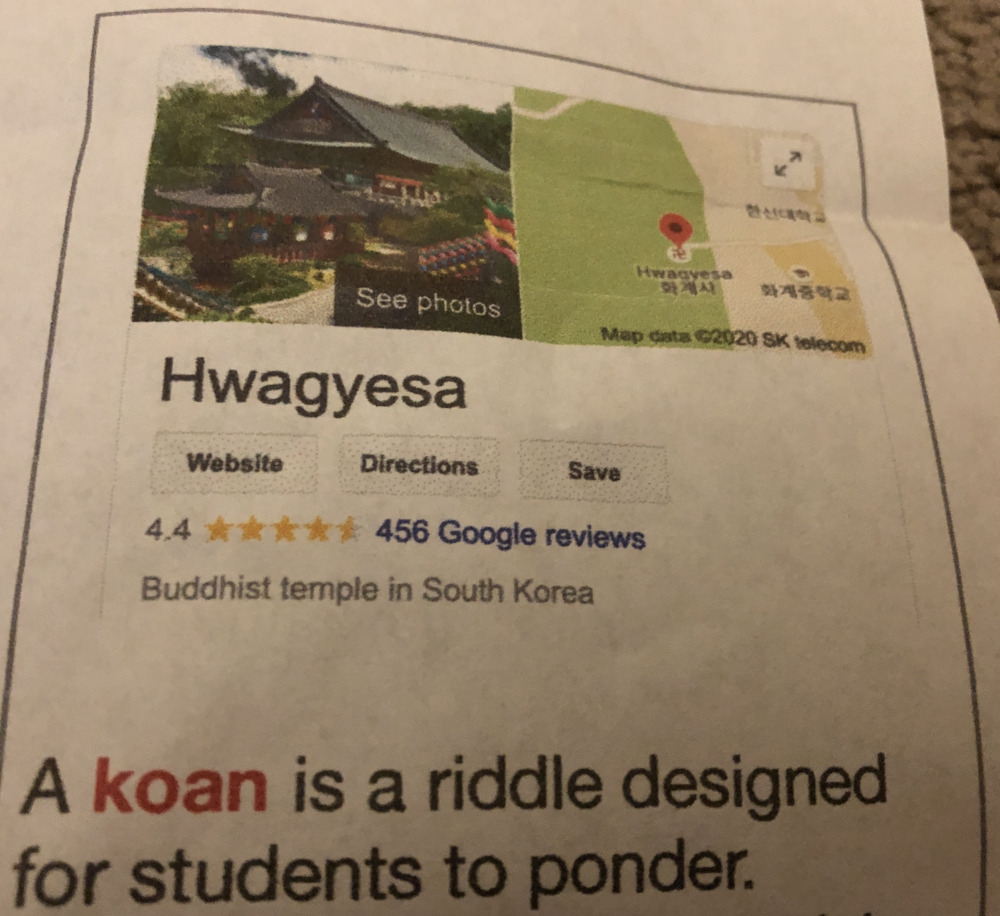 한신대학교
Hwagyesa
화계사
화계중학교
See photos
Map data ©2020 SK telecom
Hwagyesa
Website
Directions
Save
4.4
456 Google reviews
Buddhist temple in South Korea
A koan is a riddle designed
for students to ponder.